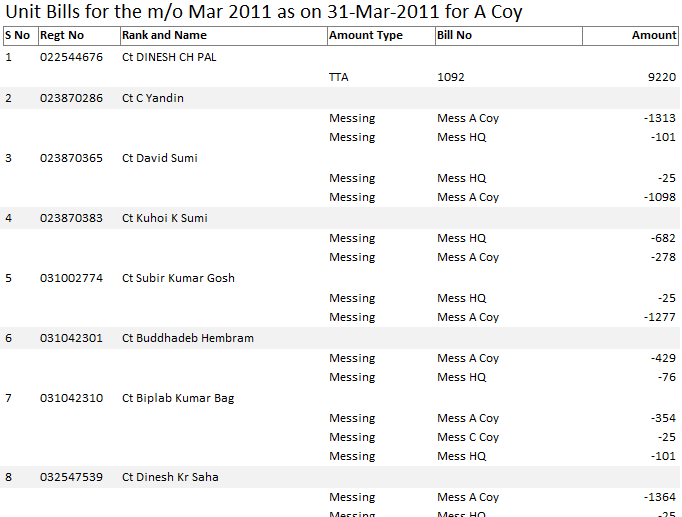 Unit Bills for the m/o Mar 2011 as on 31-Mar-2011 for A Coy
S No Regt No Rank and Name Amount Type Bill No Amount
1 022544676 Ct DINESH CH PAL
TTA 1092 9220
2 023870286 Ct C Yandin
Messing Mess A Coy -1313
Messing Mess HQ -101
3 023870365 Ct David Sumi
Messing Mess HQ -25
Messing Mess A Coy -1098
4 023870383 Ct Kuhoi K Sumi
Messing Mess HQ -682
Messing Mess A Coy -278
5 031002774 Ct Subir Kumar Gosh
Messing Mess HQ -25
Messing Mess A Coy -1277
6 031042301 Ct Buddhadeb Hembram
Messing Mess A Coy -429
Messing Mess HQ -76
7 031042310 Ct Biplab Kumar Bag
Messing Mess A Coy -354
Messing Mess C Coy -25
Messing Mess HQ -101
8 032547539 Ct Dinesh Kr Saha
Messing Mess A Coy -1364
Messing Mess HQ -25